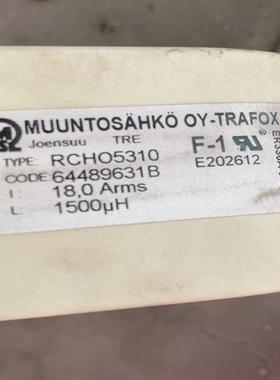 MUUNTOSÄHKÖ OY-TRAFOX
Joensuu TRE
TYPE: RCHO5310
F-1
CODE 64489631B
E202612
I: 18,0 Arms
L: 1500µH